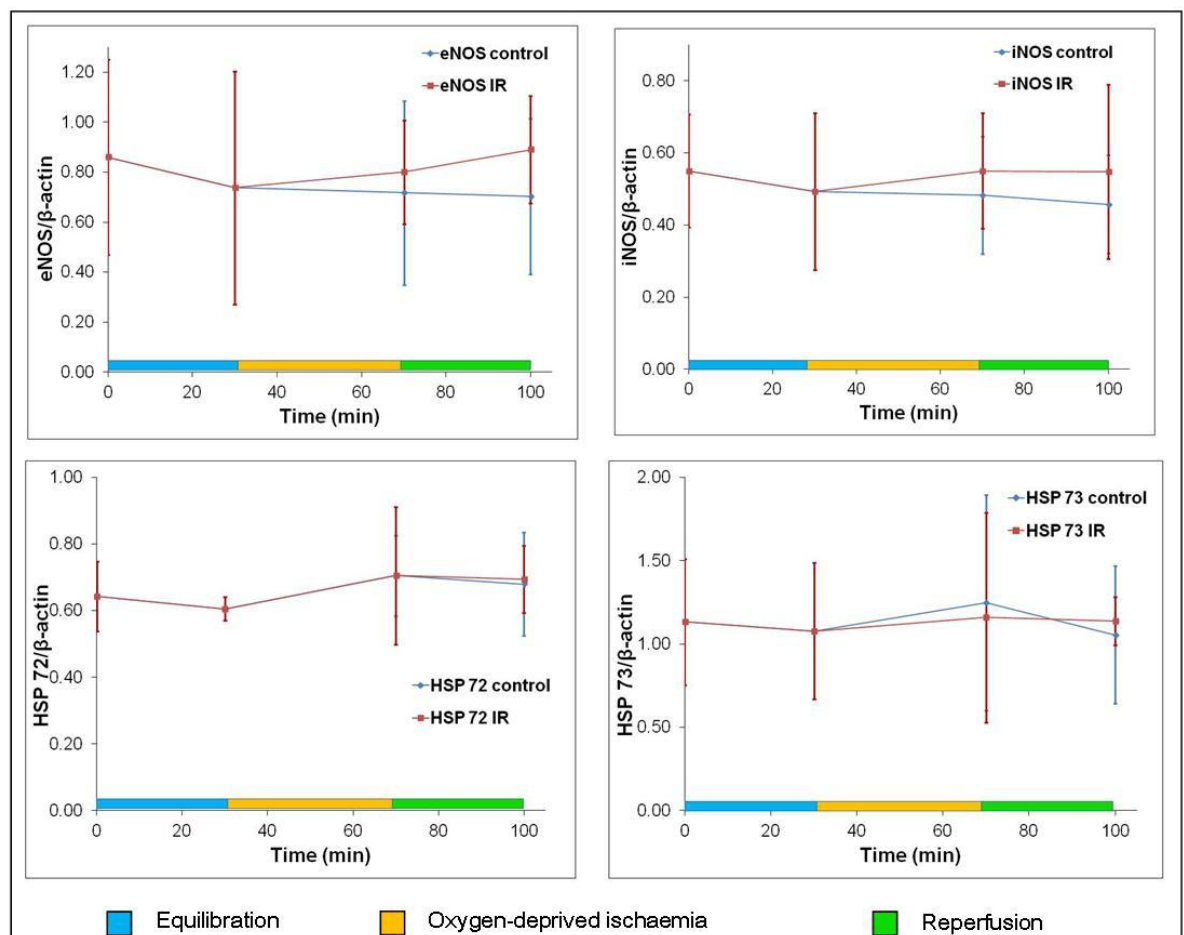 eNOS control
eNOS IR
1.20
1.00
0.80
0.60
0.40
0.20
0.00
eNOS/β-actin
0 20 40 60 80 100
Time (min)
iNOS control
iNOS IR
0.80
0.60
0.40
0.20
0.00
iNOS/β-actin
0 20 40 60 80 100
Time (min)
1.00
0.80
0.60
0.40
0.20
0.00
HSP 72/β-actin
HSP 72 control
HSP 72 IR
0 20 40 60 80 100
Time (min)
HSP 73 control
HSP 73 IR
2.00
1.50
1.00
0.50
0.00
HSP 73/β-actin
0 20 40 60 80 100
Time (min)
Equilibration Oxygen-deprived ischaemia Reperfusion